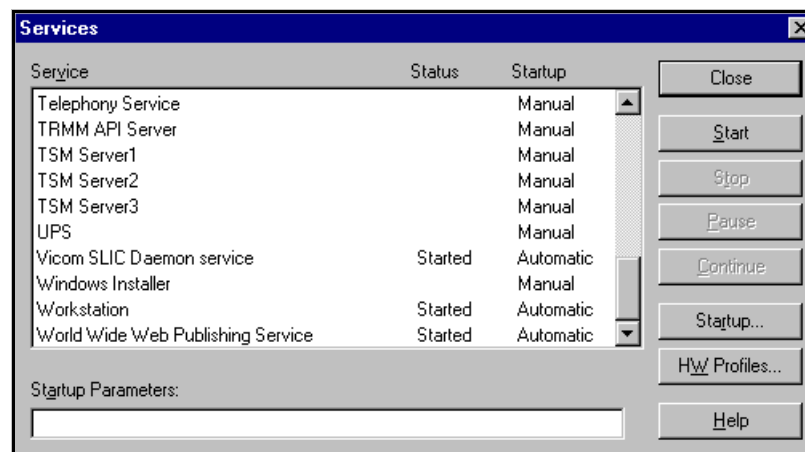 Services
Service Status Startup
Telephony Service Manual
TRMM API Server Manual
TSM Server1 Manual
TSM Server2 Manual
TSM Server3 Manual
UPS Manual
Vicom SLIC Daemon service Started Automatic
Windows Installer Manual
Workstation Started Automatic
World Wide Web Publishing Service Started Automatic
Startup Parameters:
Close
Start
Stop
Pause
Continue
Startup...
HW Profiles...
Help